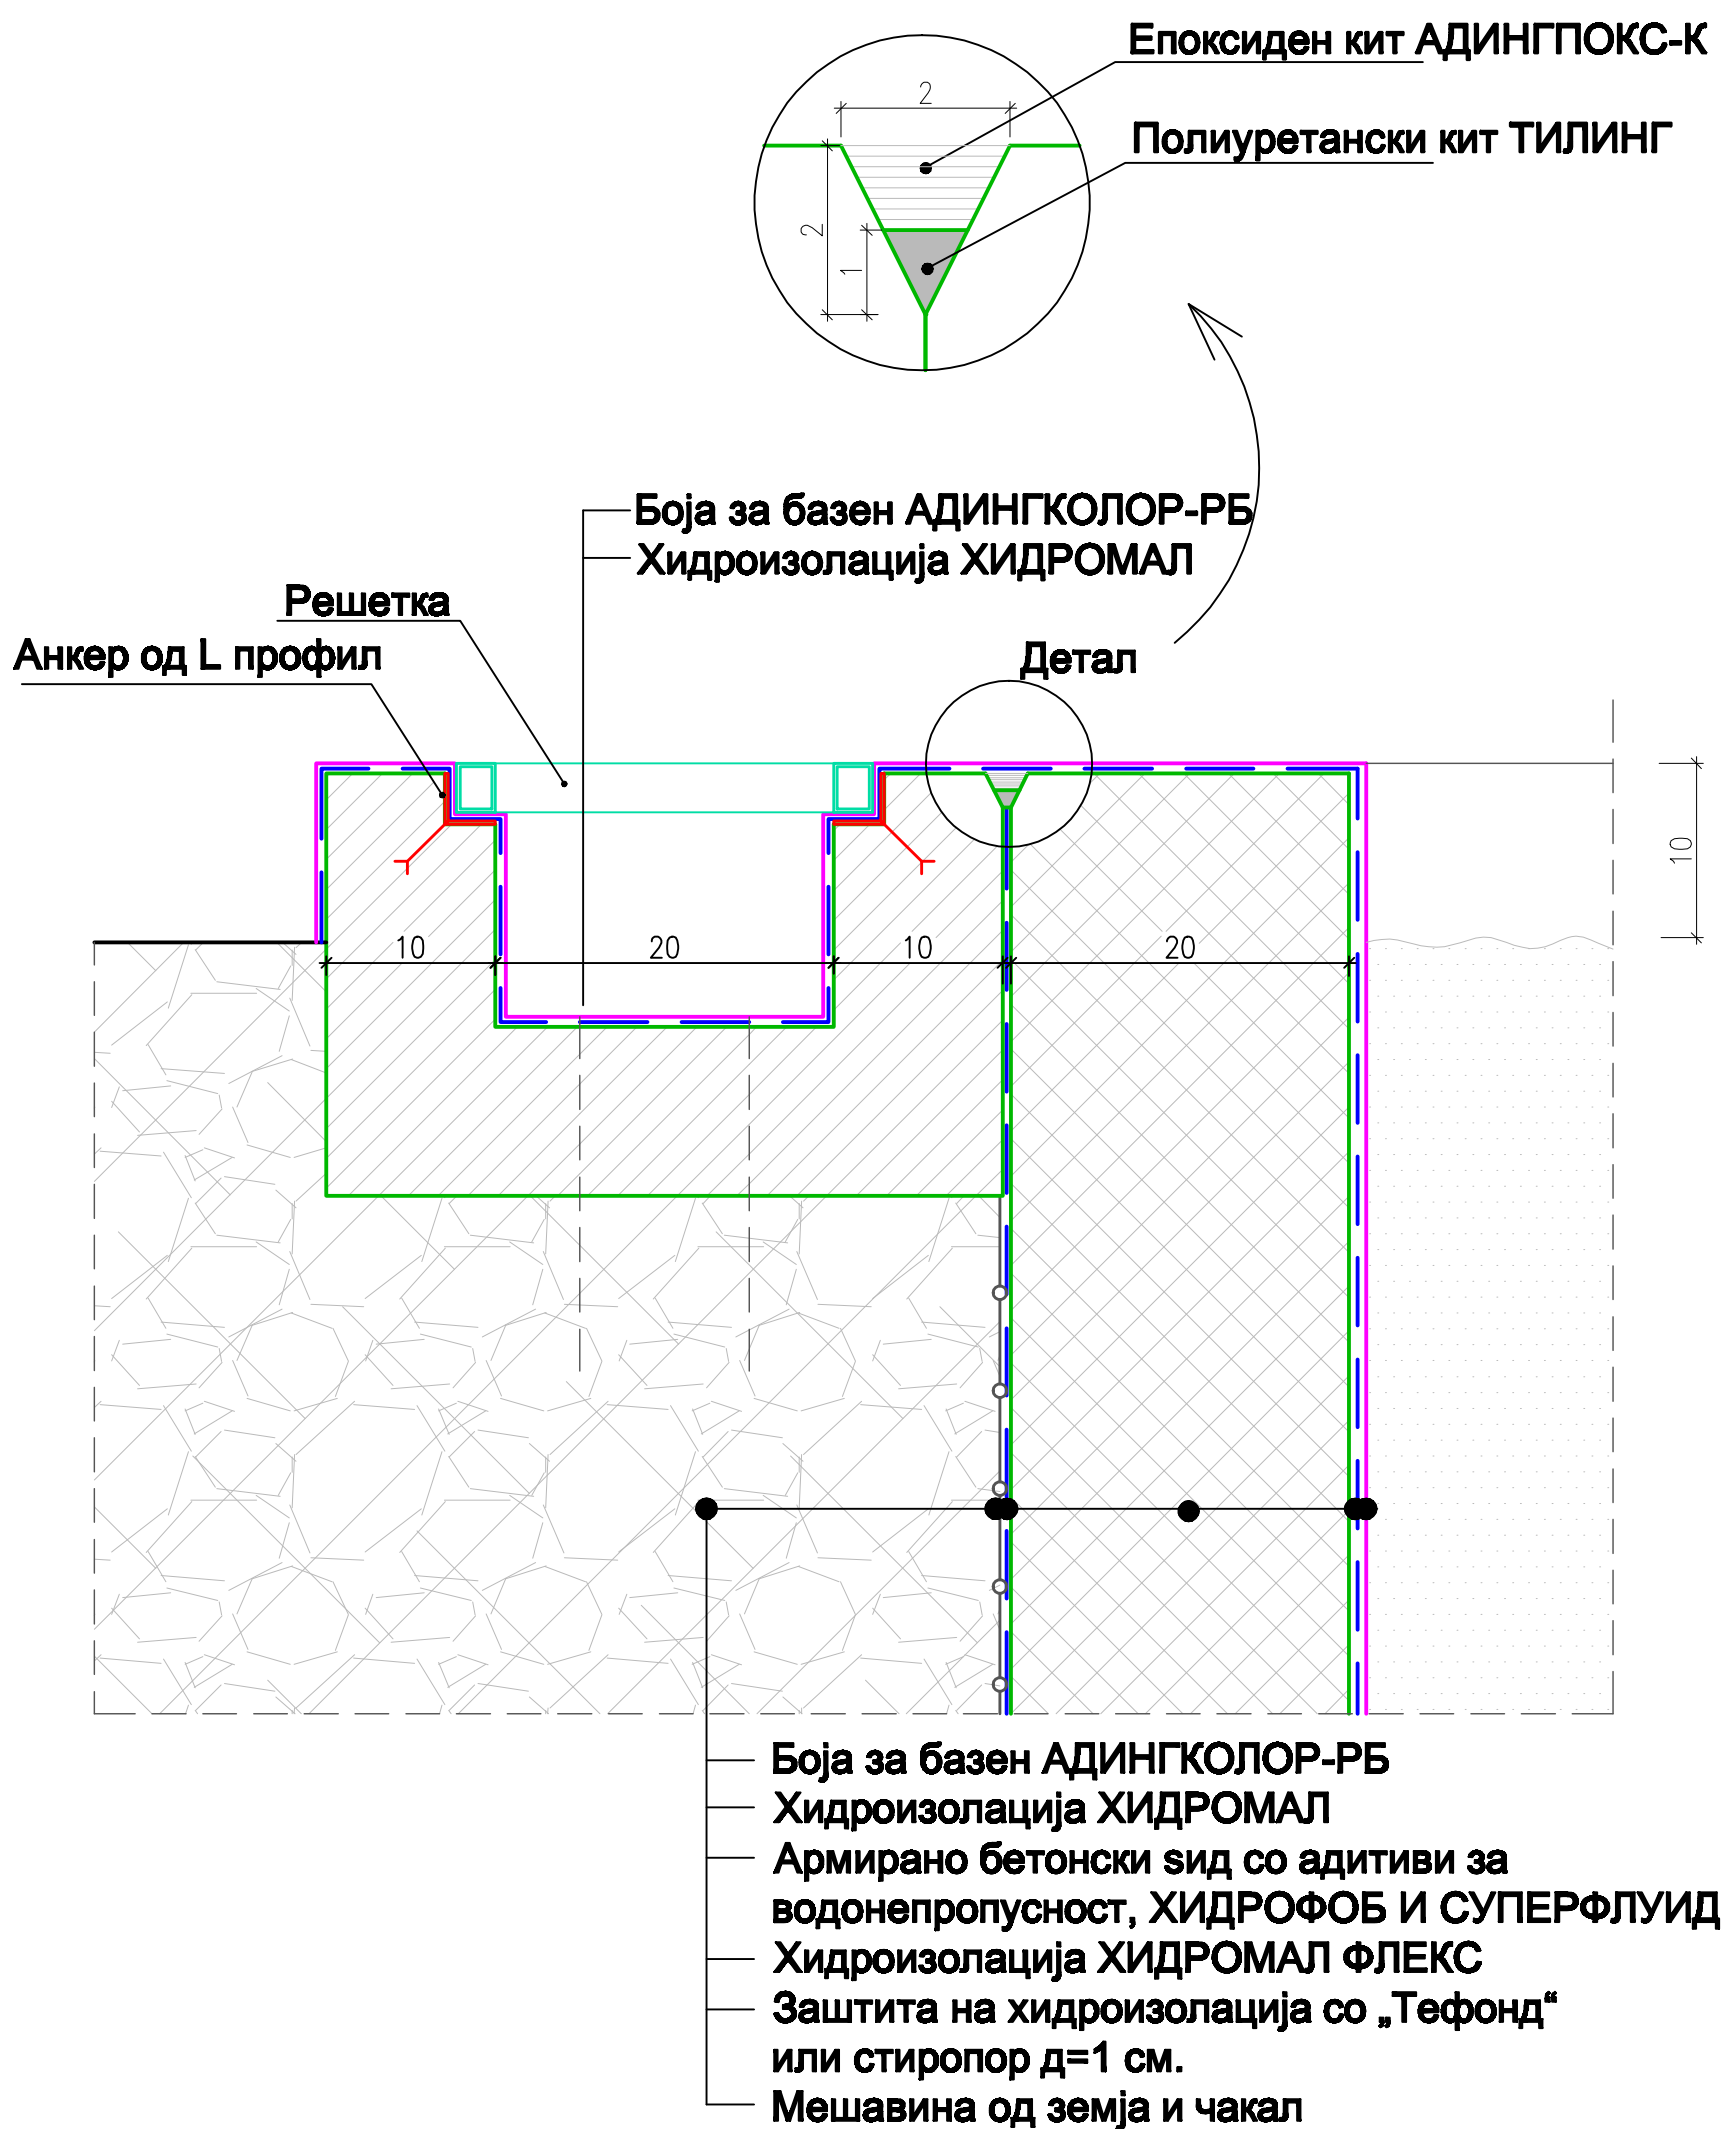 Епоксиден кит АДИНГПОКС-К
2
Полиуретански кит ТИЛИНГ
2
1
Боја за базен АДИНГКОЛОР-РБ
Хидроизолација ХИДРОМАЛ
Решетка
Анкер од L профил
Детал
10
10
20
10
20
Боја за базен АДИНГКОЛОР-РБ
Хидроизолација ХИДРОМАЛ
Армирано бетонски ѕид со адитиви за
водонепропусност, ХИДРОФОБ И СУПЕРФЛУИД
Хидроизолација ХИДРОМАЛ ФЛЕКС
Заштита на хидроизолација со „Тефонд“
или стиропор д=1 см.
Мешавина од земја и чакал